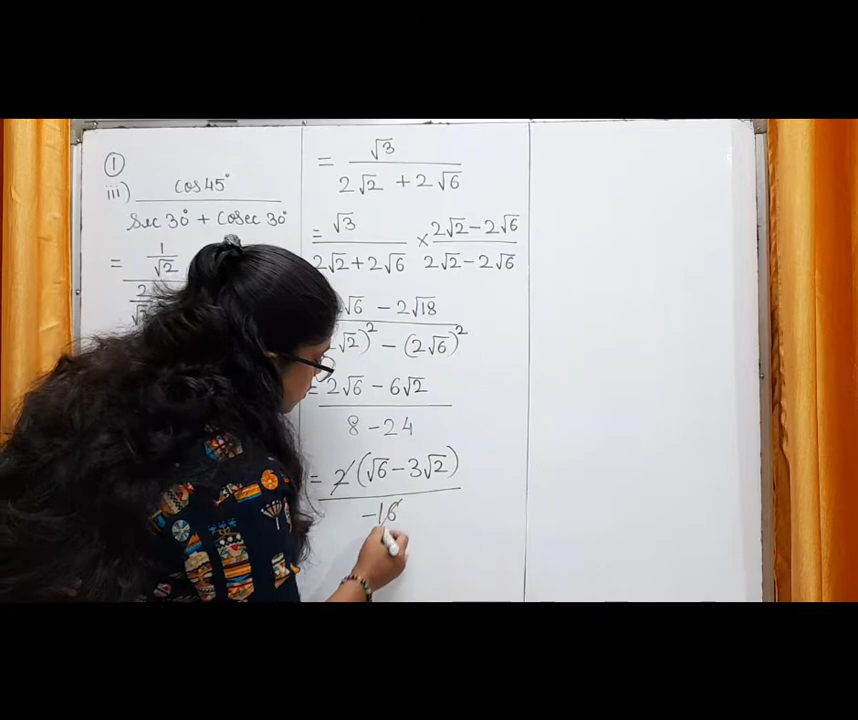 ①
iii) cos 45°
Sec 30° + Cosec 30°
= 1
√2
2
= √3
2√2 + 2√6
= √3 × 2√2 - 2√6
2√2 + 2√6 2√2 - 2√6
√6 - 2√18
√2)² - (2√6)²
= 2√6 - 6√2
8 - 24
= 2(√6 - 3√2)
-16